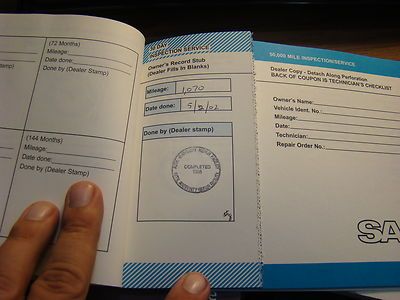 (72 Months)
Mileage:
Date done:
Done by (Dealer Stamp)
(144 Months)
Mileage:
Date done:
Done by (Dealer Stamp)
30 DAY
INSPECTION SERVICE
Owner's Record Stub
(Dealer Fills In Blanks)
Mileage: 1,070
Date done: 5/2/02
Done by (Dealer stamp)
COMPLETED
50,000 MILE INSPECTION/SERVICE
Dealer Copy - Detach Along Perforation
BACK OF COUPON IS TECHNICIAN'S CHECKLIST
Owner's Name:
Vehicle Ident. No.:
Mileage:
Date:
Technician:
Repair Order No.:
SA